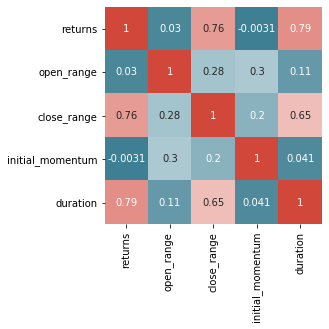 returns 1 0.03 0.76 -0.0031 0.79
open_range 0.03 1 0.28 0.3 0.11
close_range 0.76 0.28 1 0.2 0.65
initial_momentum -0.0031 0.3 0.2 1 0.041
duration 0.79 0.11 0.65 0.041 1
returns
open_range
close_range
initial_momentum
duration